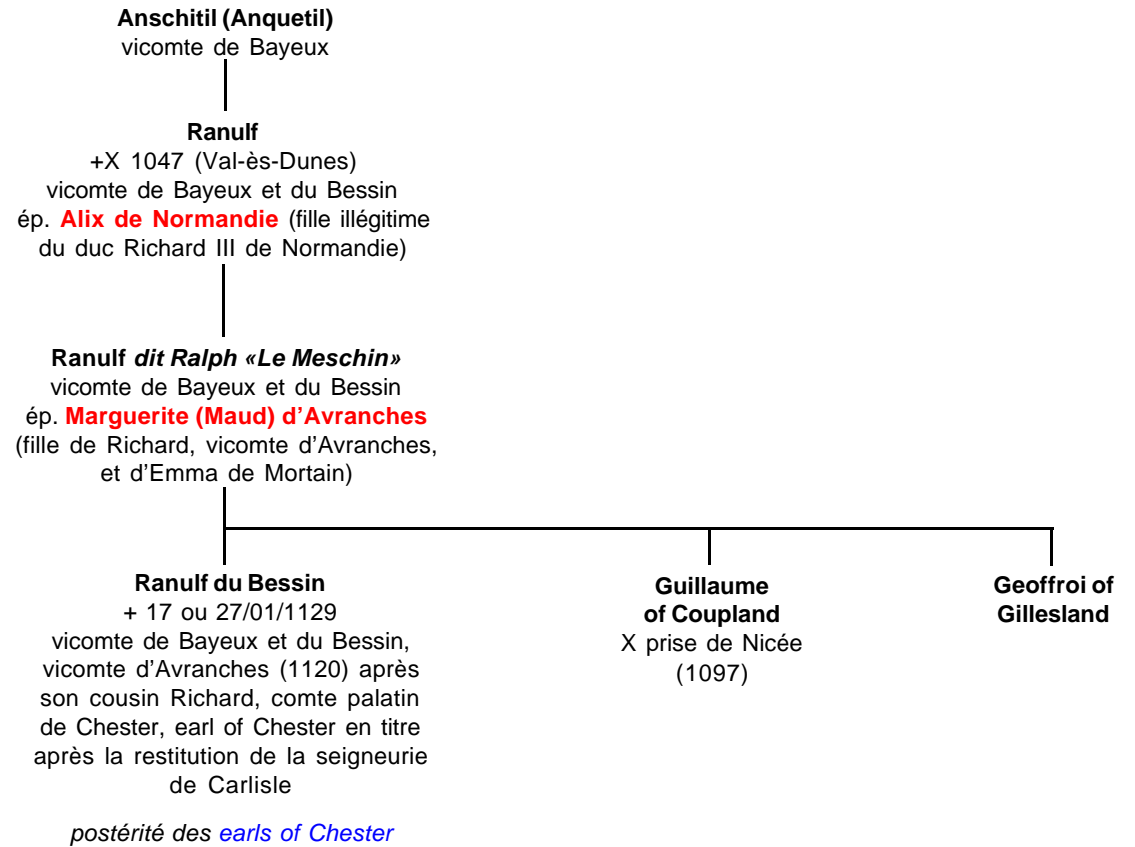 Anschitil (Anquetil)
vicomte de Bayeux
Ranulf
+X 1047 (Val-ès-Dunes)
vicomte de Bayeux et du Bessin
ép. Alix de Normandie (fille illégitime
du duc Richard III de Normandie)
Ranulf dit Ralph «Le Meschin»
vicomte de Bayeux et du Bessin
ép. Marguerite (Maud) d’Avranches
(fille de Richard, vicomte d’Avranches,
et d’Emma de Mortain)
Ranulf du Bessin
+ 17 ou 27/01/1129
vicomte de Bayeux et du Bessin,
vicomte d’Avranches (1120) après
son cousin Richard, comte palatin
de Chester, earl of Chester en titre
après la restitution de la seigneurie
de Carlisle
postérité des earls of Chester
Guillaume
of Coupland
X prise de Nicée
(1097)
Geoffroi of
Gillesland